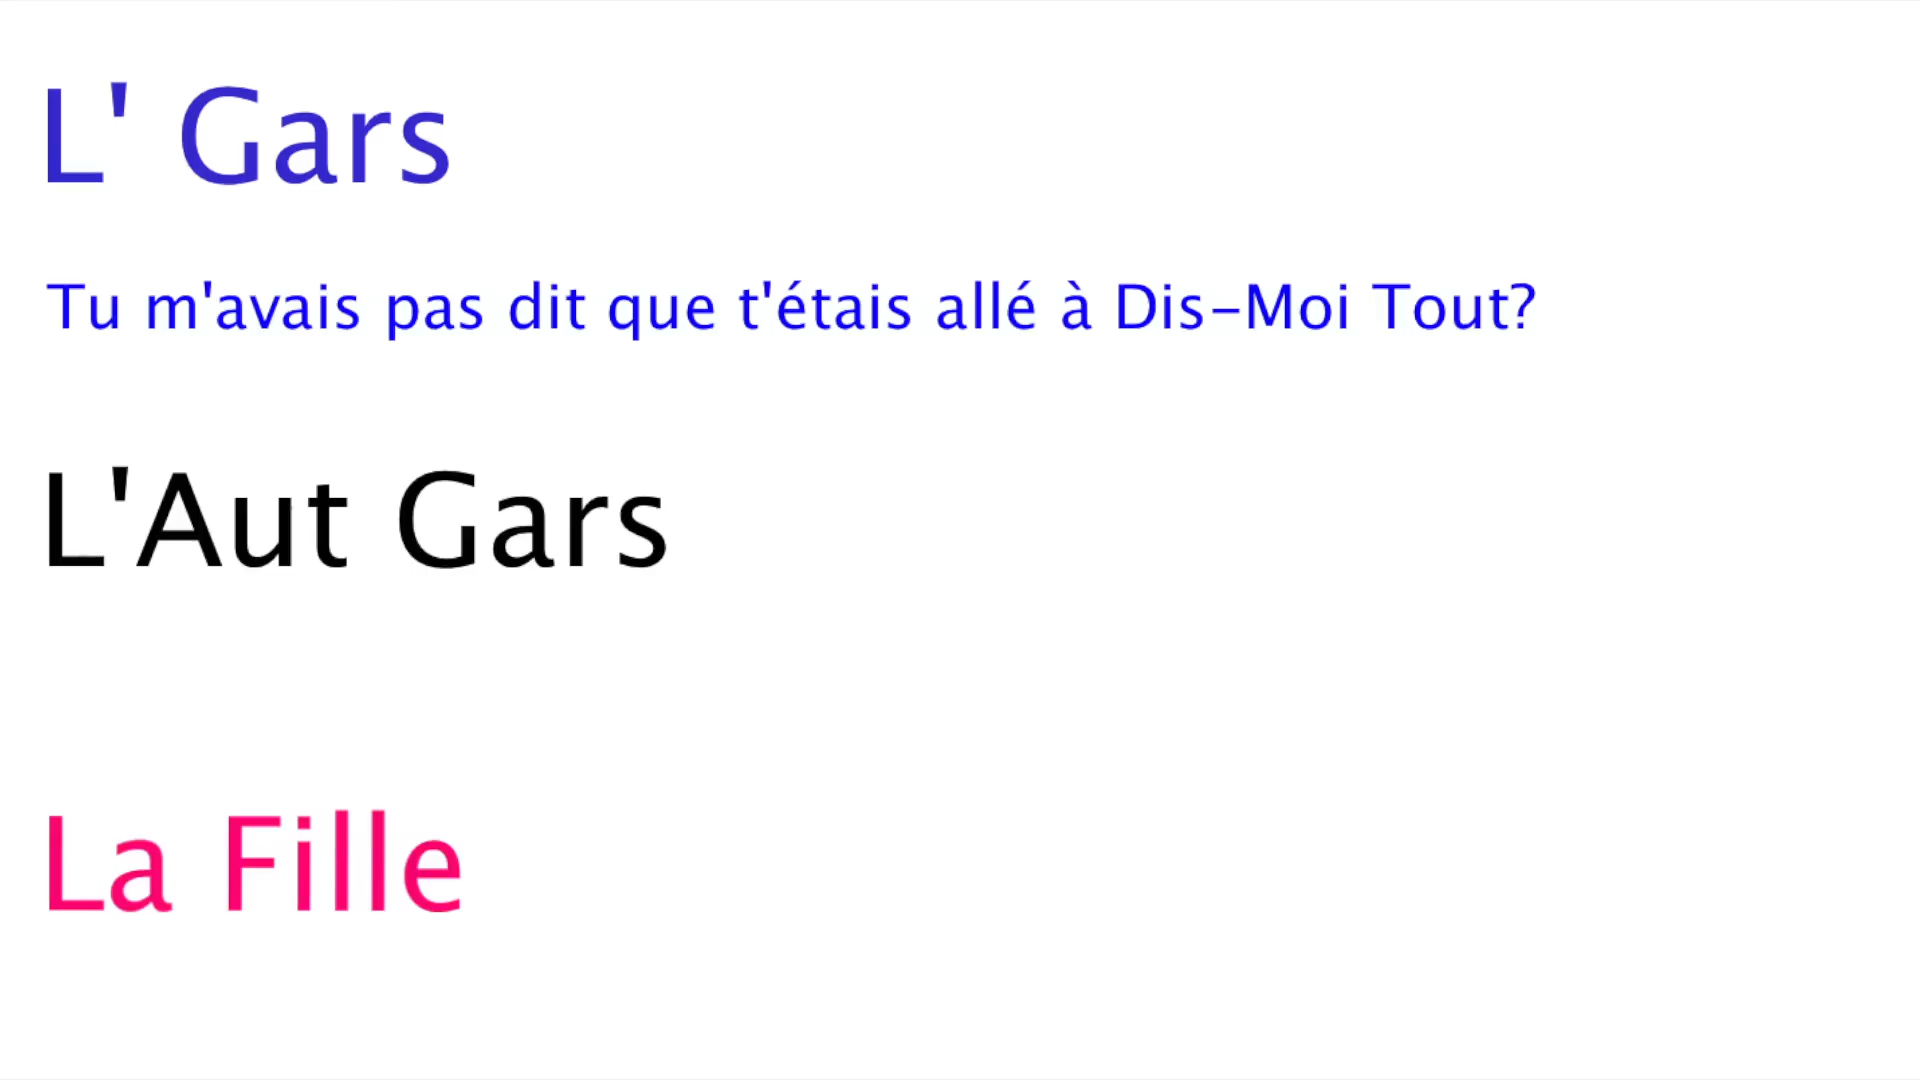 L' Gars
Tu m'avais pas dit que t'étais allé à Dis-Moi Tout?
L'Aut Gars
La Fille